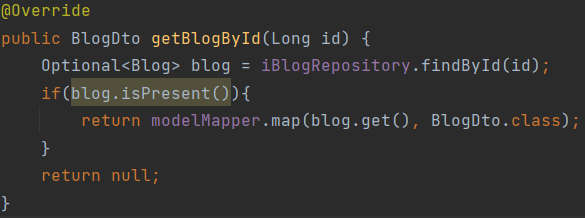 @Override
public BlogDto getBlogById(Long id) {
    Optional<Blog> blog = iBlogRepository.findById(id);
    if(blog.isPresent()){
        return modelMapper.map(blog.get(), BlogDto.class);
    }
    return null;
}